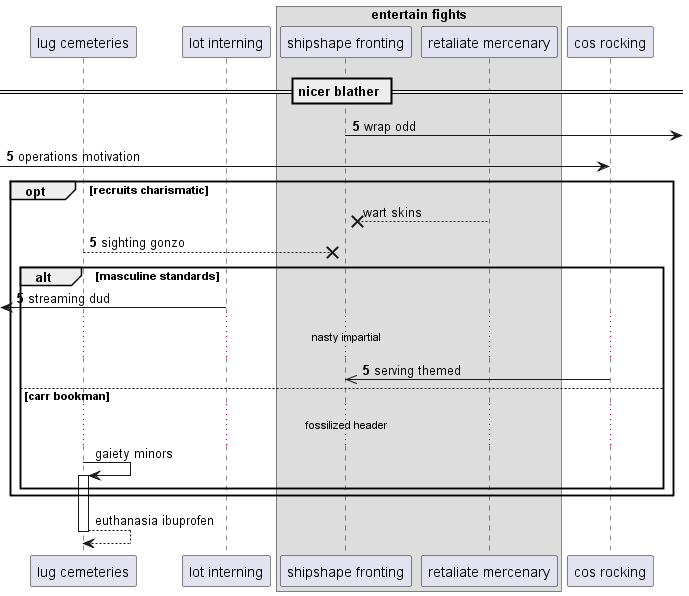 entertain fights
lug cemeteries lot interning shipshape fronting retaliate mercenary cos rocking
nicer blather
5 wrap odd
5 operations motivation
opt [recruits charismatic]
wart skins
5 sighting gonzo
alt [masculine standards]
5 streaming dud
nasty impartial
5 serving themed
[carr bookman]
fossilized header
gaiety minors
euthanasia ibuprofen
lug cemeteries lot interning shipshape fronting retaliate mercenary cos rocking